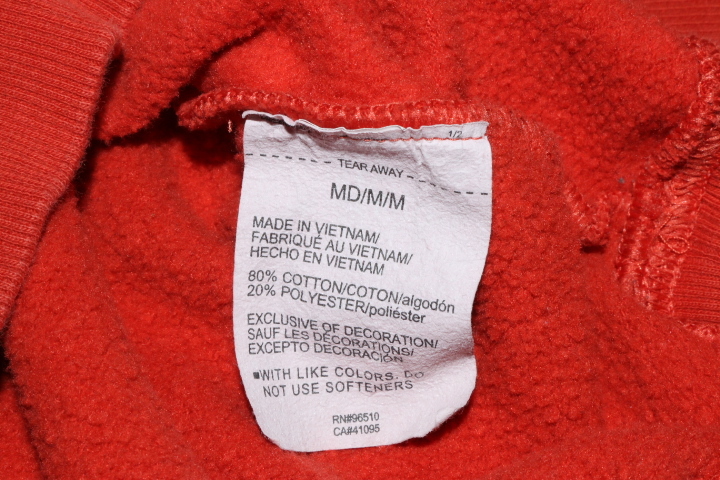 1/2
TEAR AWAY
MD/M/M
MADE IN VIETNAM/
FABRIQUÉ AU VIETNAM/
HECHO EN VIETNAM
80% COTTON/COTON/algodón
20% POLYESTER/poliéster
EXCLUSIVE OF DECORATION/
SAUF LES DÉCORATIONS/
EXCEPTO DECORACIÓN
■WITH LIKE COLORS. DO
NOT USE SOFTENERS
RN#96510
CA#41095